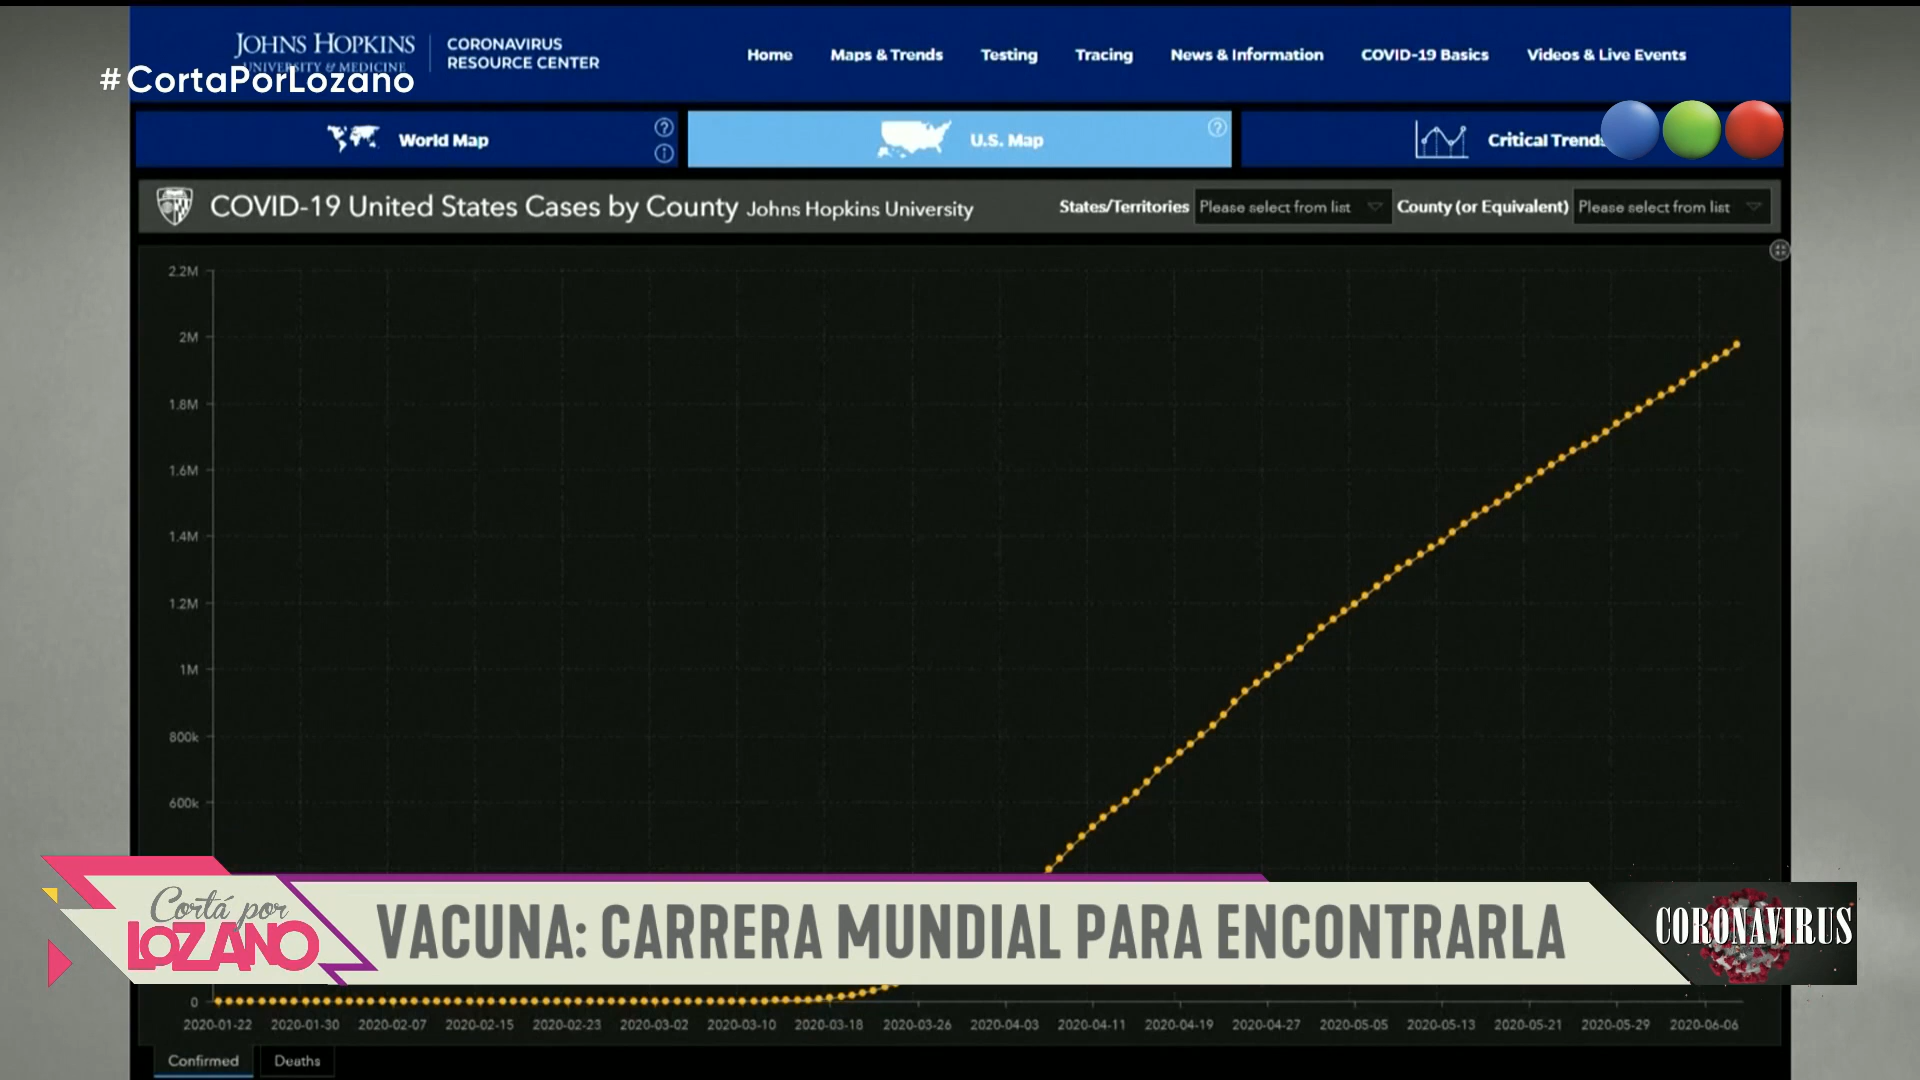 JOHNS HOPKINS
UNIVERSITY & MEDICINE
CORONAVIRUS
RESOURCE CENTER
Home
Maps & Trends
Testing
Tracing
News & Information
COVID-19 Basics
Videos & Live Events
#CortaPorLozano
World Map
U.S. Map
Critical Trends
COVID-19 United States Cases by County Johns Hopkins University
States/Territories
Please select from list
County (or Equivalent)
Please select from list
2.2M
2M
1.8M
1.6M
1.4M
1.2M
1M
800k
600k
Cortá por
LOZANO
VACUNA: CARRERA MUNDIAL PARA ENCONTRARLA
CORONAVIRUS
0
2020-01-22 2020-01-30 2020-02-07 2020-02-15 2020-02-23 2020-03-02 2020-03-10 2020-03-18 2020-03-26 2020-04-03 2020-04-11 2020-04-19 2020-04-27 2020-05-05 2020-05-13 2020-05-21 2020-05-29 2020-06-06
Confirmed
Deaths